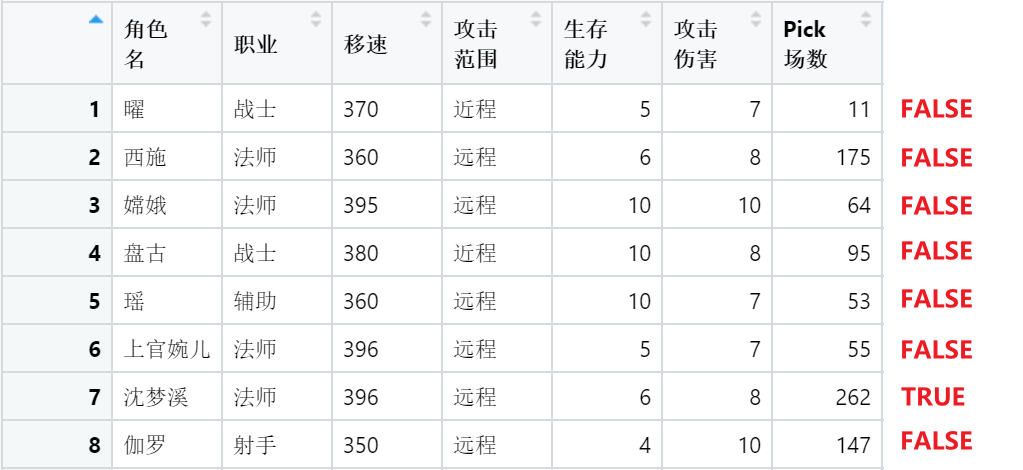 角色名 职业 移速 攻击范围 生存能力 攻击伤害 Pick场数
1 曜 战士 370 近程 5 7 11 FALSE
2 西施 法师 360 远程 6 8 175 FALSE
3 嫦娥 法师 395 远程 10 10 64 FALSE
4 盘古 战士 380 近程 10 8 95 FALSE
5 瑶 辅助 360 远程 10 7 53 FALSE
6 上官婉儿 法师 396 远程 5 7 55 FALSE
7 沈梦溪 法师 396 远程 6 8 262 TRUE
8 伽罗 射手 350 远程 4 10 147 FALSE